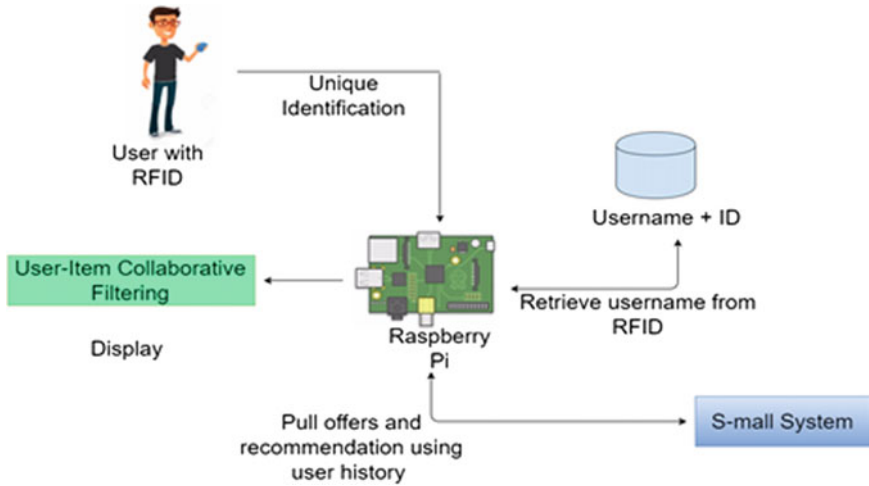 Unique
Identification
User with
RFID
Username + ID
User-Item Collaborative
Filtering
Retrieve username from
RFID
Display
Raspberry
Pi
Pull offers and
recommendation using
user history
S-mall System